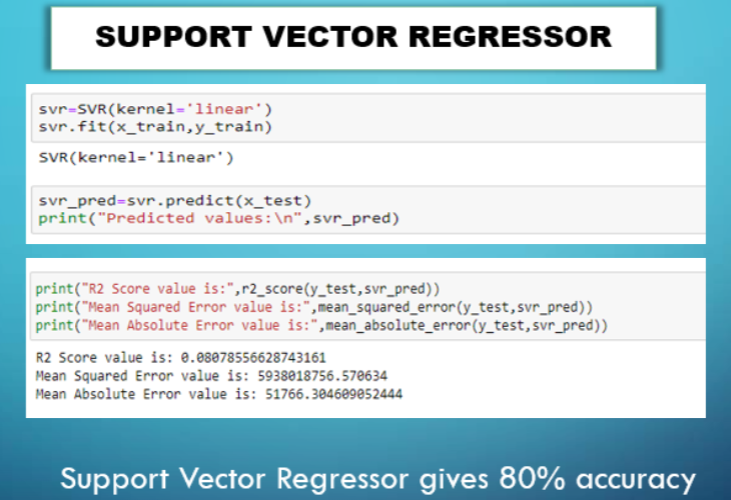 SUPPORT VECTOR REGRESSOR
svr=SVR(kernel='linear')
svr.fit(x_train,y_train)
SVR(kernel='linear')
svr_pred=svr.predict(x_test)
print("Predicted values:\n",svr_pred)
print("R2 Score value is:",r2_score(y_test,svr_pred))
print("Mean Squared Error value is:",mean_squared_error(y_test,svr_pred))
print("Mean Absolute Error value is:",mean_absolute_error(y_test,svr_pred))
R2 Score value is: 0.08078556628743161
Mean Squared Error value is: 5938018756.570634
Mean Absolute Error value is: 51766.304609052444
Support Vector Regressor gives 80% accuracy